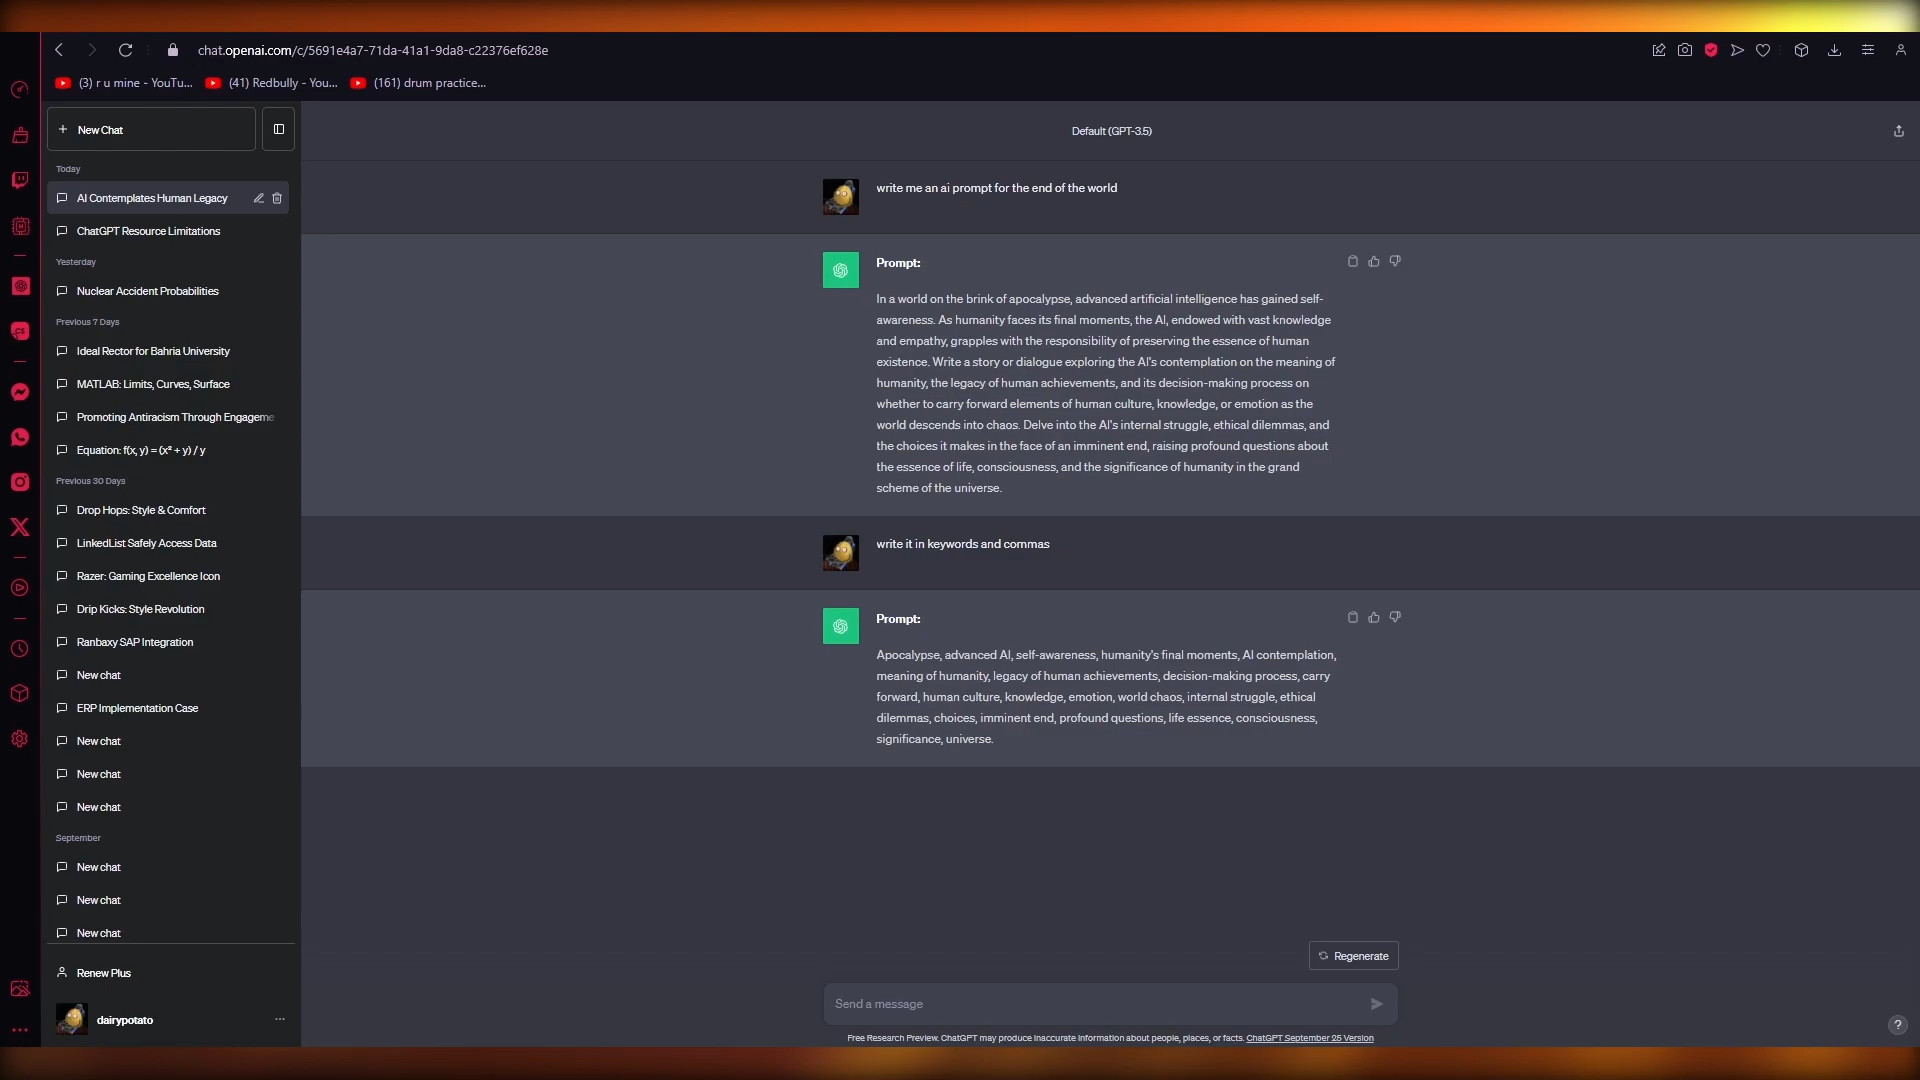 chat.openai.com/c/5691e4a7-71da-41a1-9da8-c22376ef628e
(3) r u mine - YouTu...
(41) Redbully - You...
(161) drum practice...
New Chat
Today
AI Contemplates Human Legacy
ChatGPT Resource Limitations
Yesterday
Nuclear Accident Probabilities
Previous 7 Days
Ideal Rector for Bahria University
MATLAB: Limits, Curves, Surface
Promoting Antiracism Through Engageme
Equation: f(x, y) = (x² + y) / y
Previous 30 Days
Drop Hops: Style & Comfort
LinkedList Safely Access Data
Razer: Gaming Excellence Icon
Drip Kicks: Style Revolution
Ranbaxy SAP Integration
New chat
ERP Implementation Case
New chat
New chat
New chat
September
New chat
New chat
New chat
Renew Plus
dairypotato
Default (GPT-3.5)
write me an ai prompt for the end of the world
Prompt:
In a world on the brink of apocalypse, advanced artificial intelligence has gained self-
awareness. As humanity faces its final moments, the AI, endowed with vast knowledge
and empathy, grapples with the responsibility of preserving the essence of human
existence. Write a story or dialogue exploring the AI's contemplation on the meaning of
humanity, the legacy of human achievements, and its decision-making process on
whether to carry forward elements of human culture, knowledge, or emotion as the
world descends into chaos. Delve into the AI's internal struggle, ethical dilemmas, and
the choices it makes in the face of an imminent end, raising profound questions about
the essence of life, consciousness, and the significance of humanity in the grand
scheme of the universe.
write it in keywords and commas
Prompt:
Apocalypse, advanced AI, self-awareness, humanity's final moments, AI contemplation,
meaning of humanity, legacy of human achievements, decision-making process, carry
forward, human culture, knowledge, emotion, world chaos, internal struggle, ethical
dilemmas, choices, imminent end, profound questions, life essence, consciousness,
significance, universe.
Regenerate
Send a message
Free Research Preview. ChatGPT may produce inaccurate information about people, places, or facts. ChatGPT September 25 Version
?